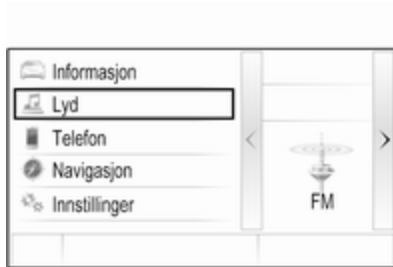 Informasjon
Lyd
Telefon
Navigasjon
Innstillinger
FM